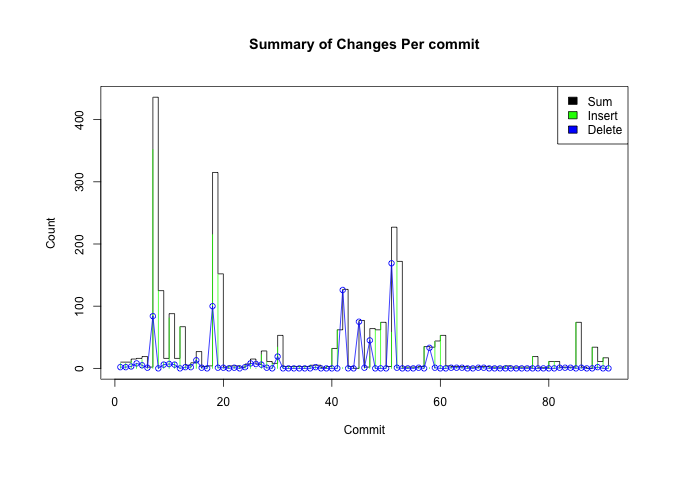 Summary of Changes Per commit
Sum
Insert
Delete
Count
400
300
200
100
0
0 20 40 60 80
Commit